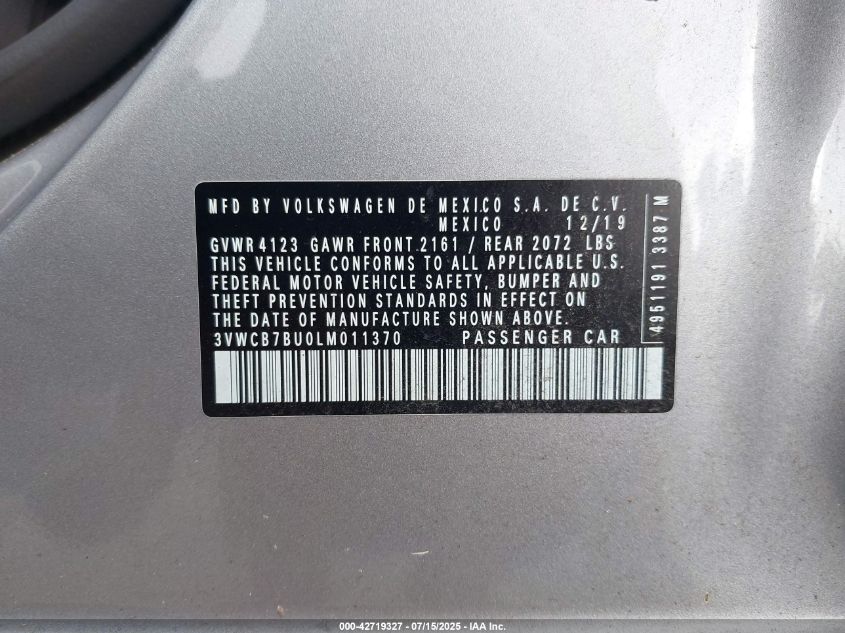 MFD BY VOLKSWAGEN DE MEXICO S.A. DE C.V.
MEXICO 12/19
GVWR 4123 GAWR FRONT.2161 / REAR 2072 LBS
THIS VEHICLE CONFORMS TO ALL APPLICABLE U.S.
FEDERAL MOTOR VEHICLE SAFETY, BUMPER AND
THEFT PREVENTION STANDARDS IN EFFECT ON
THE DATE OF MANUFACTURE SHOWN ABOVE.
3VWCB7BU0LM011370 PASSENGER CAR
4951191 3387 M
000-42719327 - 07/15/2025 - IAA Inc.